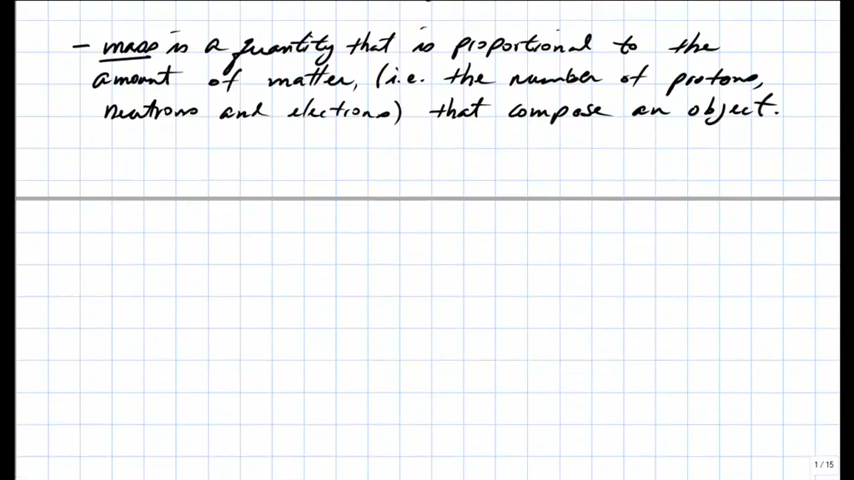 - mass is a quantity that is proportional to the
amount of matter, (i.e. the number of protons,
neutrons and electrons) that compose an object.
1 / 15